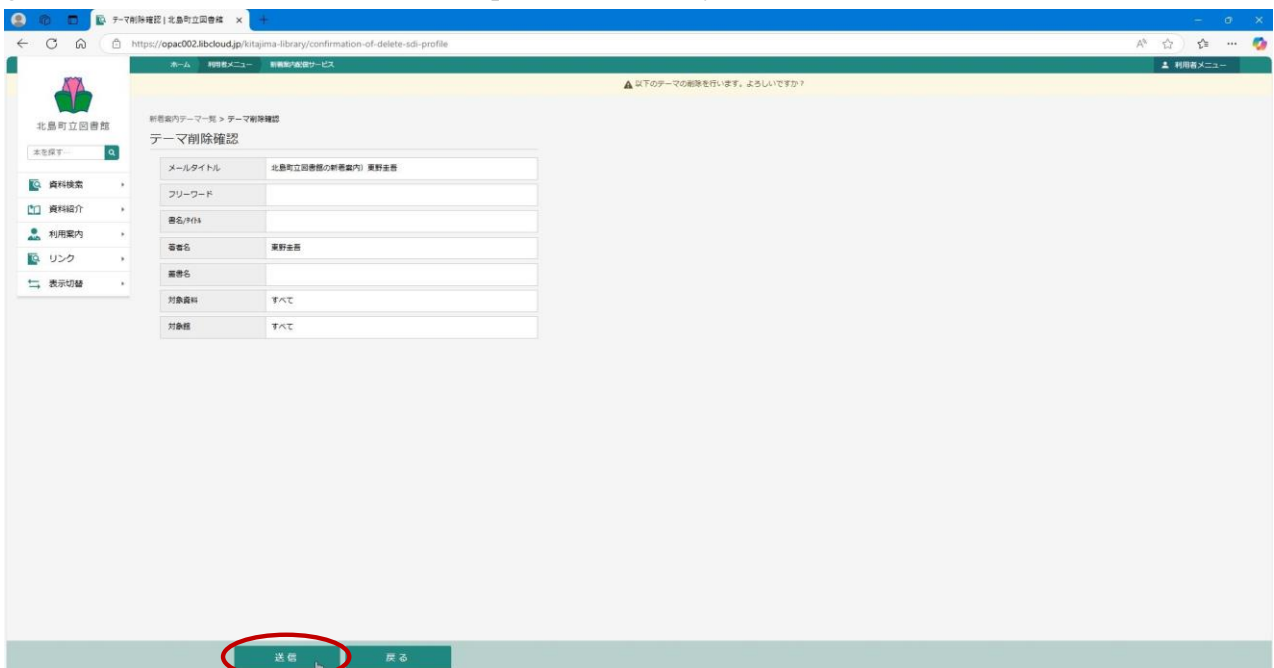 テーマ削除確認 | 北島町立図書館
https://opac002.libcloud.jp/kitajima-library/confirmation-of-delete-sdi-profile
ホーム 利用者メニュー 新着案内配信サービス
利用者メニュー
以下のテーマの削除を行います。よろしいですか？
北島町立図書館
本を探す…
資料検索
資料紹介
利用案内
リンク
表示切替
新着案内テーマ一覧 > テーマ削除確認
テーマ削除確認
メールタイトル 北島町立図書館の新着案内）東野圭吾
フリーワード
書名/ﾀｲﾄﾙ
著者名 東野圭吾
叢書名
対象資料 すべて
対象館 すべて
送信 戻る